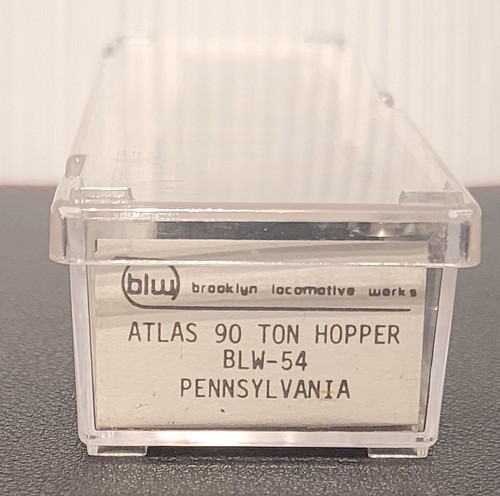 blw brooklyn locomotive works
ATLAS 90 TON HOPPER
BLW-54
PENNSYLVANIA